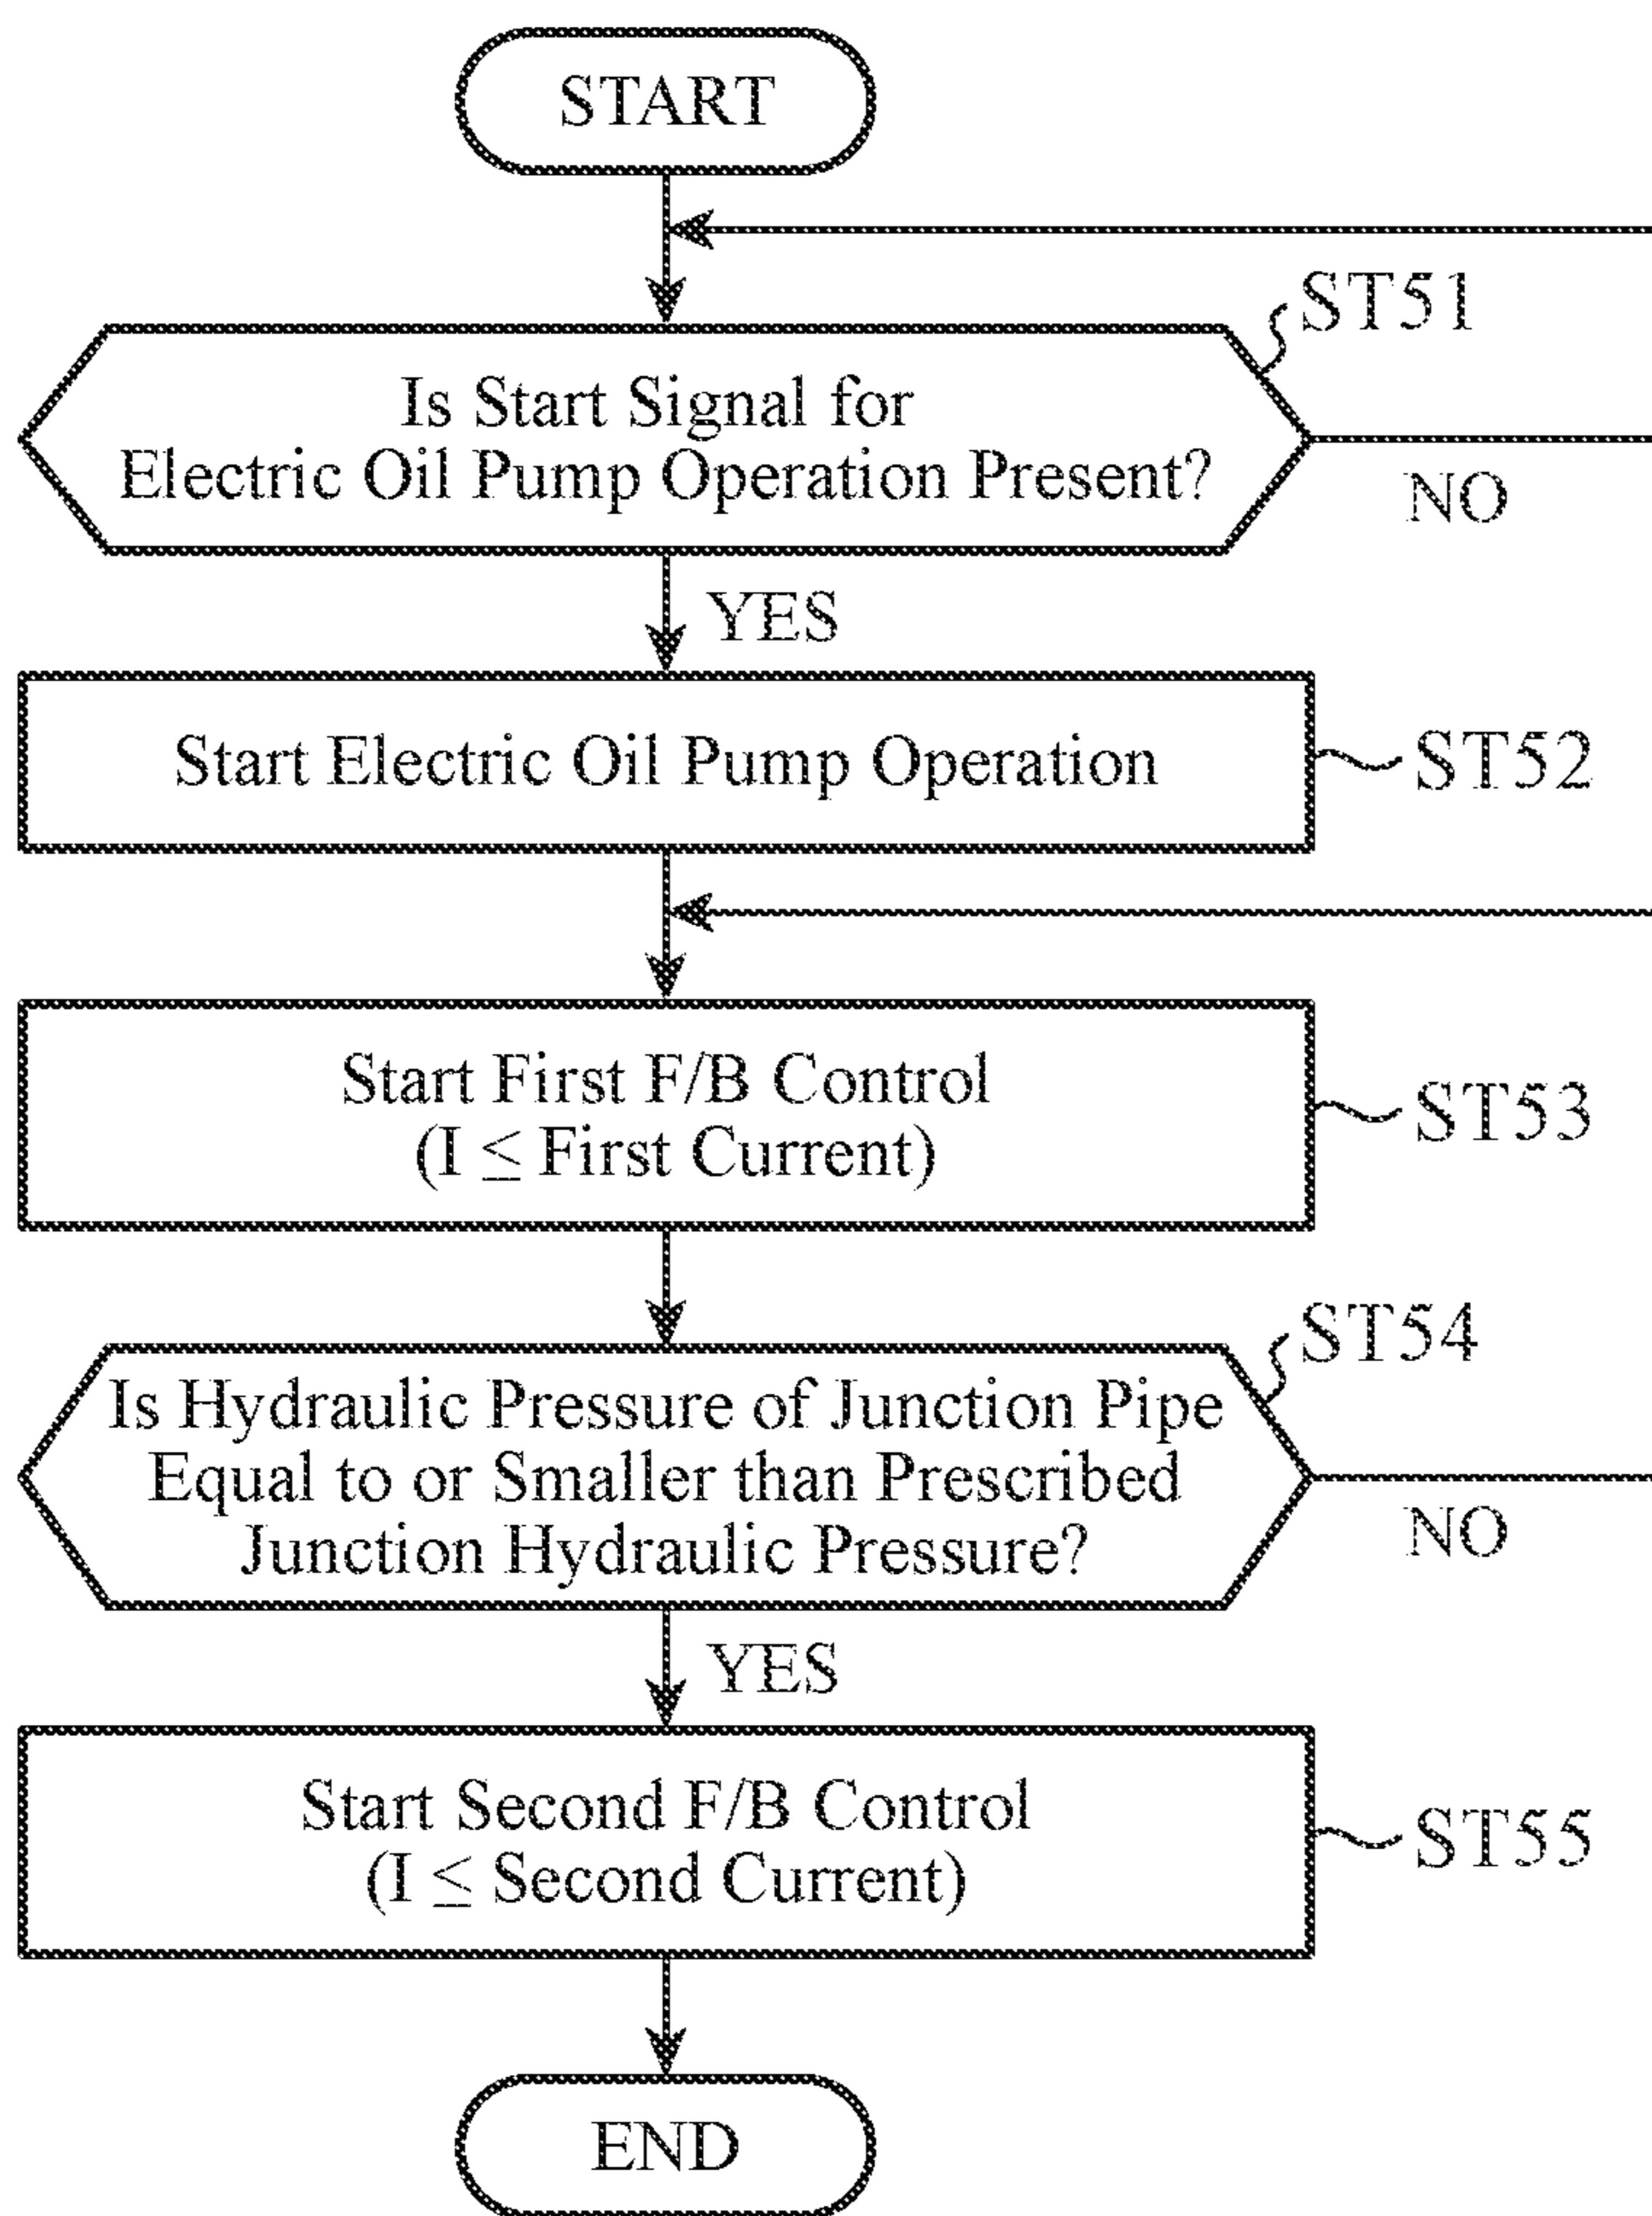 START
ST51
Is Start Signal for
Electric Oil Pump Operation Present?
NO
YES
Start Electric Oil Pump Operation
ST52
Start First F/B Control
(I ≤ First Current)
ST53
ST54
Is Hydraulic Pressure of Junction Pipe
Equal to or Smaller than Prescribed
Junction Hydraulic Pressure?
NO
YES
Start Second F/B Control
(I ≤ Second Current)
ST55
END